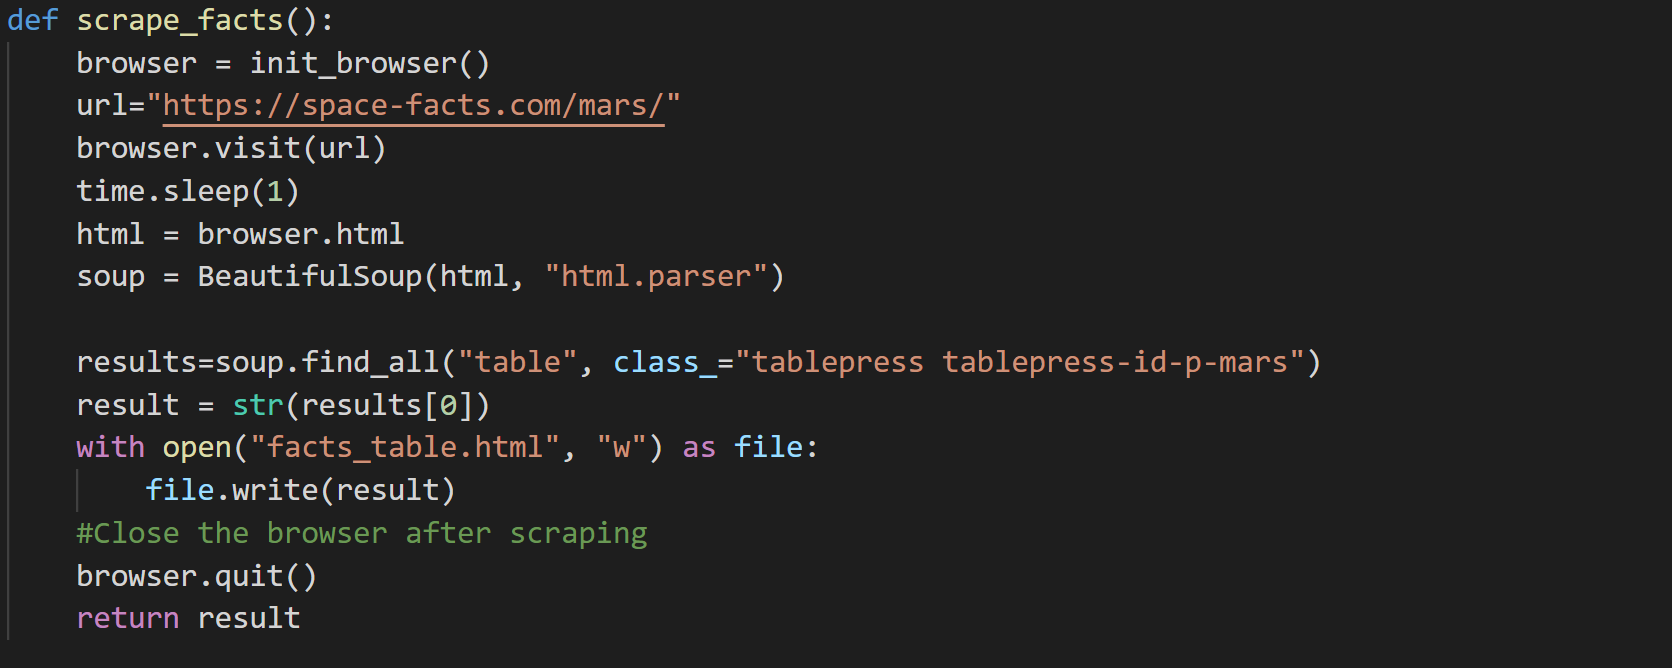 def scrape_facts():
    browser = init_browser()
    url="https://space-facts.com/mars/"
    browser.visit(url)
    time.sleep(1)
    html = browser.html
    soup = BeautifulSoup(html, "html.parser")

    results=soup.find_all("table", class_="tablepress tablepress-id-p-mars")
    result = str(results[0])
    with open("facts_table.html", "w") as file:
        file.write(result)
    #Close the browser after scraping
    browser.quit()
    return result